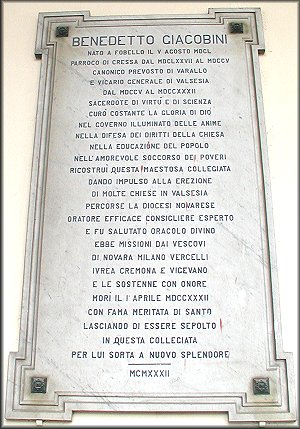 BENEDETTO GIACOBINI
NATO A FOBELLO IL V AGOSTO MDCL
PARROCO DI CRESSA DAL MDCLXXVII AL MDCCV
CANONICO PREVOSTO DI VARALLO
E VICARIO GENERALE DI VALSESIA
DAL MDCCV AL MDCCXXXII
SACERDOTE DI VIRTÙ E DI SCIENZA
CURÒ COSTANTE LA GLORIA DI DIO
NEL GOVERNO ILLUMINATO DELLE ANIME
NELLA DIFESA DEI DIRITTI DELLA CHIESA
NELLA EDUCAZIONE DEL POPOLO
NELL'AMOREVOLE SOCCORSO DEI POVERI
RICOSTRUÌ QUESTA MAESTOSA COLLEGIATA
DANDO IMPULSO ALLA EREZIONE
DI MOLTE CHIESE IN VALSESIA
PERCORSE LA DIOCESI NOVARESE
ORATORE EFFICACE CONSIGLIERE ESPERTO
E FU SALUTATO ORACOLO DIVINO
EBBE MISSIONI DAI VESCOVI
DI NOVARA MILANO VERCELLI
IVREA CREMONA E VIGEVANO
E LE SOSTENNE CON ONORE
MORÌ IL I APRILE MDCCXXXII
CON FAMA MERITATA DI SANTO
LASCIANDO DI ESSERE SEPOLTO
IN QUESTA COLLEGIATA
PER LUI SORTA A NUOVO SPLENDORE
MCMXXXII